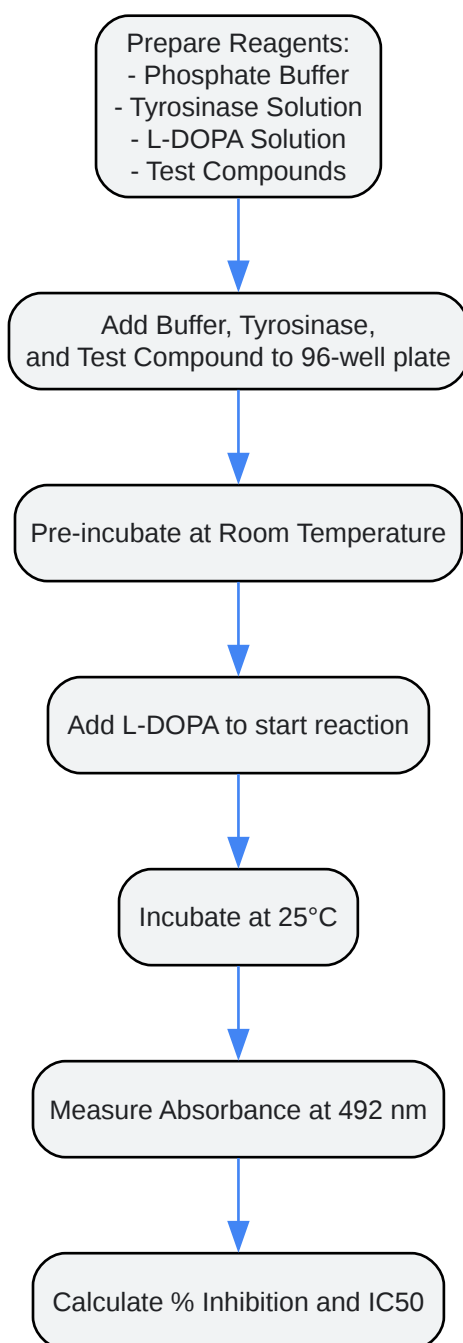 Prepare Reagents:
- Phosphate Buffer
- Tyrosinase Solution
- L-DOPA Solution
- Test Compounds
Add Buffer, Tyrosinase,
and Test Compound to 96-well plate
Pre-incubate at Room Temperature
Add L-DOPA to start reaction
Incubate at 25°C
Measure Absorbance at 492 nm
Calculate % Inhibition and IC50